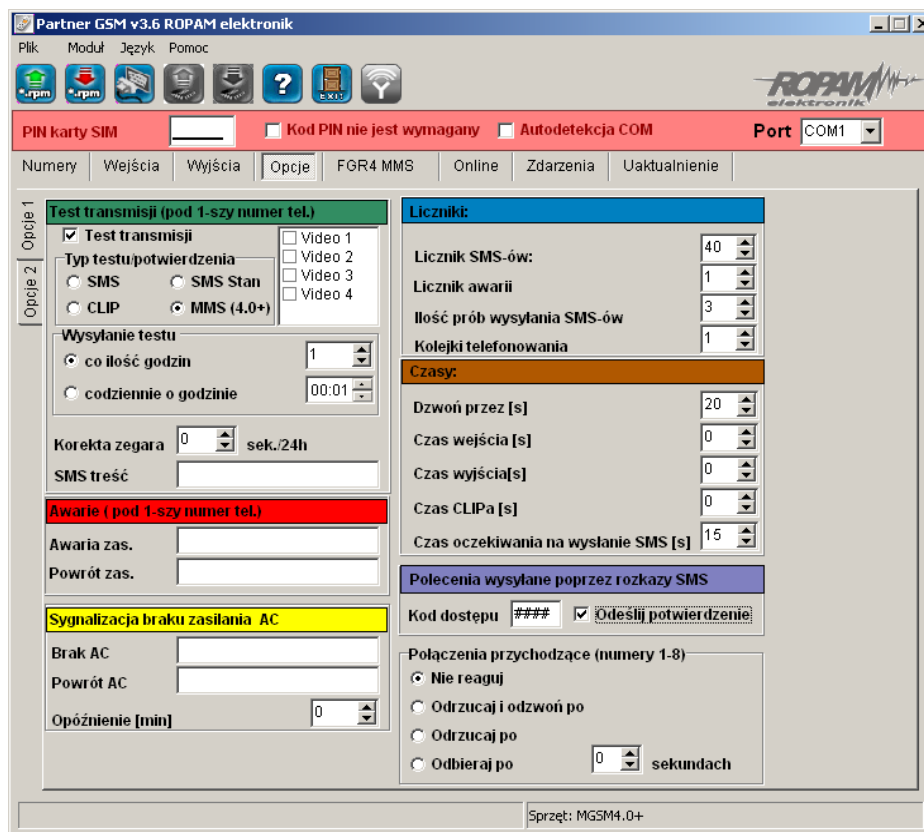 Partner GSM v3.6 ROPAM elektronik
Plik Moduł Język Pomoc
*.rpm *.rpm ? EXIT
ROPAM
elektronik
PIN karty SIM Kod PIN nie jest wymagany Autodetekcja COM Port COM1
Numery Wejścia Wyjścia Opcje FGR4 MMS Online Zdarzenia Uaktualnienie
Opcje 1
Opcje 2
Test transmisji (pod 1-szy numer tel.)
Test transmisji
Typ testu/potwierdzenia
SMS SMS Stan
CLIP MMS (4.0+)
Video 1
Video 2
Video 3
Video 4
Wysyłanie testu
co ilość godzin 1
codziennie o godzinie 00:01
Korekta zegara 0 sek./24h
SMS treść
Awarie ( pod 1-szy numer tel.)
Awaria zas.
Powrót zas.
Sygnalizacja braku zasilania AC
Brak AC
Powrót AC
Opóźnienie [min] 0
Liczniki:
Licznik SMS-ów: 40
Licznik awarii 1
Ilość prób wysyłania SMS-ów 3
Kolejki telefonowania 1
Czasy:
Dzwoń przez [s] 20
Czas wejścia [s] 0
Czas wyjścia[s] 0
Czas CLIPa [s] 0
Czas oczekiwania na wysłanie SMS [s] 15
Polecenia wysyłane poprzez rozkazy SMS
Kod dostępu #### Odeślij potwierdzenie
Połączenia przychodzące (numery 1-8)
Nie reaguj
Odrzucaj i odzwoń po
Odrzucaj po
Odbieraj po 0 sekundach
Sprzęt: MGSM4.0+